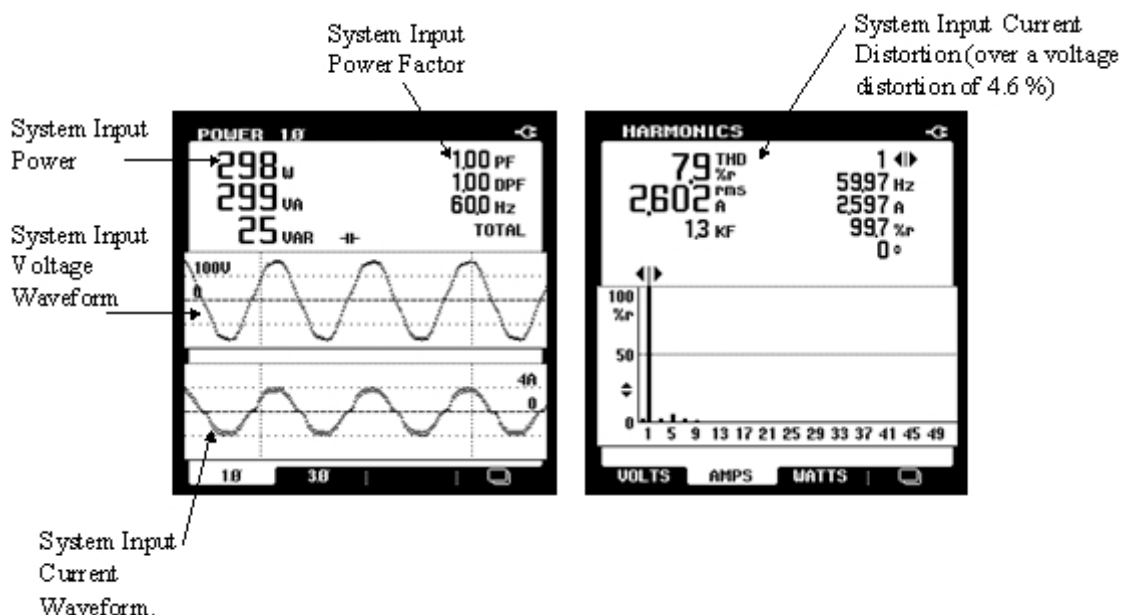 System Input
Power Factor
System Input Current
Distortion (over a voltage
distortion of 4.6 %)
System Input
Power
System Input
Voltage
Waveform
POWER 1Ø
298 W
299 VA
25 VAR
1,00 PF
1,00 DPF
60,0 Hz
TOTAL
100V
0
4A
0
1Ø 3Ø
HARMONICS
7,9 THD %r
2,602 rms A
1,3 KF
1
59,97 Hz
2,597 A
99,7 %r
0 °
100
%r
50
0
1 5 9 13 17 21 25 29 33 37 41 45 49
VOLTS AMPS WATTS
System Input
Current
Waveform.